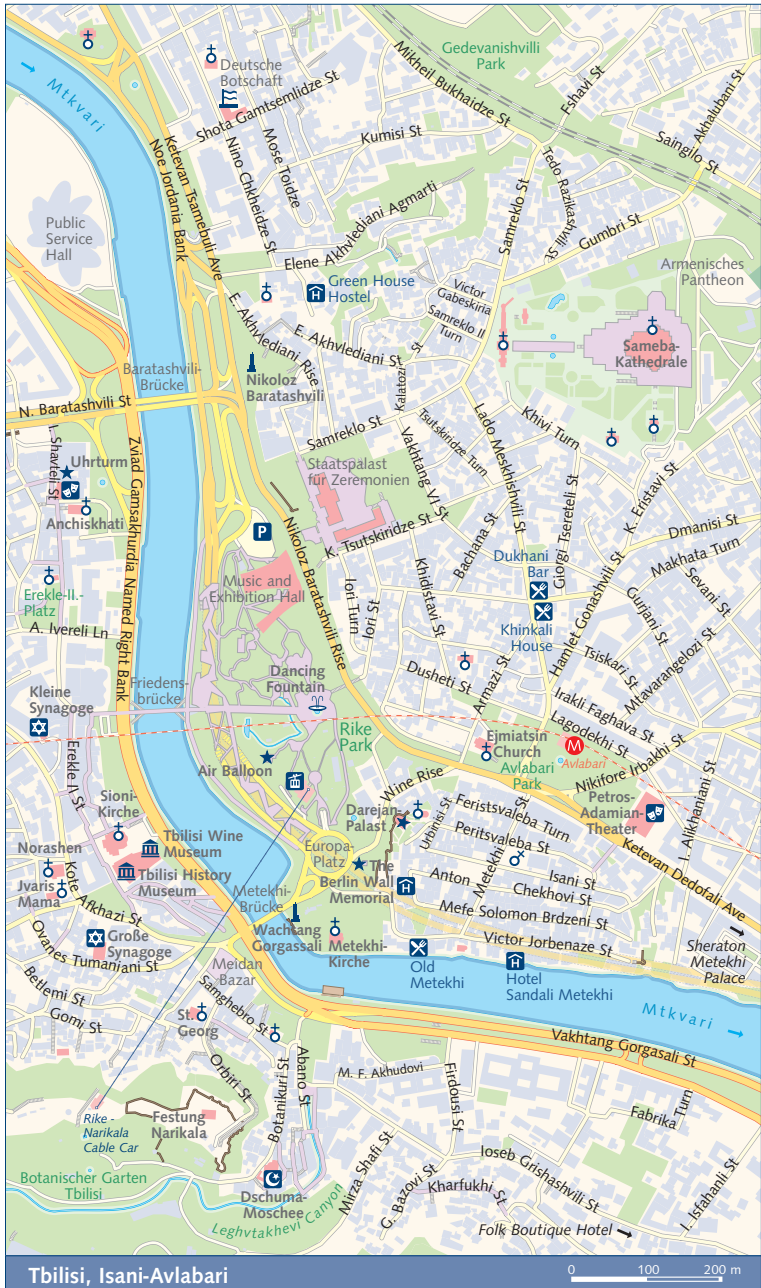 Gedevanishvilli
Park
Deutsche
Botschaft
Mikheil Bukhaidze St
Fshavi St
Akhalubani St
Saingilo St
Mtkvari
Shota Gamtsemlidze St
Kumisi St
Mose Toidze
Nino Chkheidze St
Ketevan Tsamebuli Ave
Noe Jordania Bank
Tedo Razikashvili St
Samreklo St
Gumbri St
Elene Akhvlediani Agmarti
Public
Service
Hall
Armenisches
Pantheon
Green House
Hostel
Victor
Gabeskiria
Samreklo II
Turn
E. Akhvlediani Rise
E. Akhvlediani St
Kalatozi St
Sameba-
Kathedrale
Baratashvili-
Brücke
Nikoloz
Baratashvili
N. Baratashvili St
Samreklo St
Tsutskindze Turn
Lado Meskhishvili St
Khivi Turn
I. Shavteli St
Uhrturm
Staatspalast
für Zeremonien
Vakhtang VI St
K. Eristavi St
Anchiskhati
P
K. Tsutskiridze St
Bachana St
Giorgi Tsereteli St
Dmanisi St
Makhata Turn
Zviad Gamsakhurdia Named Right Bank
Nikoloz Baratashvili Rise
Music and
Exhibition Hall
Iori Turn
Iori St
Khidistavi St
Dukhani
Bar
Khinkali
House
Hamlet Gonashvili St
Sevani St
Gurjani St
Erekle-II.-
Platz
A. Ivereli Ln
Tsiskari St
Mtavarangelozi St
Dusheti St
Armazi St
Dancing
Fountain
Friedens-
brücke
Kleine
Synagoge
Irakli Faghava St
Lagodekhi St
Rike
Park
Ejmiatsin
Church
M
Avlabari
Avlabari
Park
Nikifore Irbakhi St
Erekle II St
Air Balloon
Wine Rise
Petros-
Adamian-
Theater
I. Alikhaniani St
Sioni-
Kirche
Darejan-
Palast
Urbnisi St
Feristsvaleba Turn
Peritsvaleba St
Tbilisi Wine
Museum
Tbilisi History
Museum
Europa-
Platz
Norashen
Jvaris
Mama
The
Berlin Wall
Memorial
H
Metekhi St
Isani St
Anton Chekhovi St
Mefe Solomon Brdzeni St
Victor Jorbenaze St
Ketevan Dedofali Ave
Kote Afkhazi St
Metekhi-
Brücke
Wachtang
Gorgassali
Metekhi-
Kirche
Große
Synagoge
Sheraton
Metekhi
Palace
Ovanes Tumaniani St
Meidan
Bazar
Old
Metekhi
H
Hotel
Sandali Metekhi
Betlemi St
Gomi St
Samghebro St
Mtkvari
St.
Georg
Vakhtang Gorgasali St
Orbiri St
Botanikuri St
Abano St
M. F. Akhudovi
Firdousi St
Fabrika Turn
Rike -
Narikala
Cable Car
Festung
Narikala
Mirza Shafi St
G. Bazovi St
Ioseb Grishashvili St
Kharfukhi St
I. Isfahanli St
Botanischer Garten
Tbilisi
Dschuma-
Moschee
Leghvtakhevi Canyon
Folk Boutique Hotel
Tbilisi, Isani-Avlabari
0 100 200 m